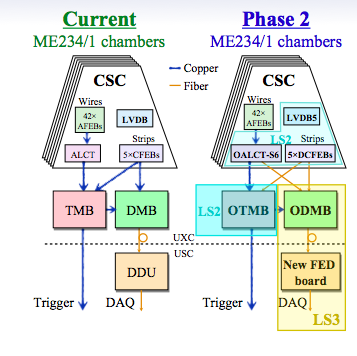 Current
ME234/1 chambers
CSC
Wires
42×
AFEBs
LVDB
Strips
ALCT
5×CFEBs
TMB
DMB
DDU
Trigger
DAQ
Copper
Fiber
UXC
USC
Phase 2
ME234/1 chambers
CSC
Wires
42×
AFEBs
LVDB5
LS2
Strips
OALCT-S6
5×DCFEBs
LS2
OTMB
ODMB
New FED
board
Trigger
DAQ
LS3